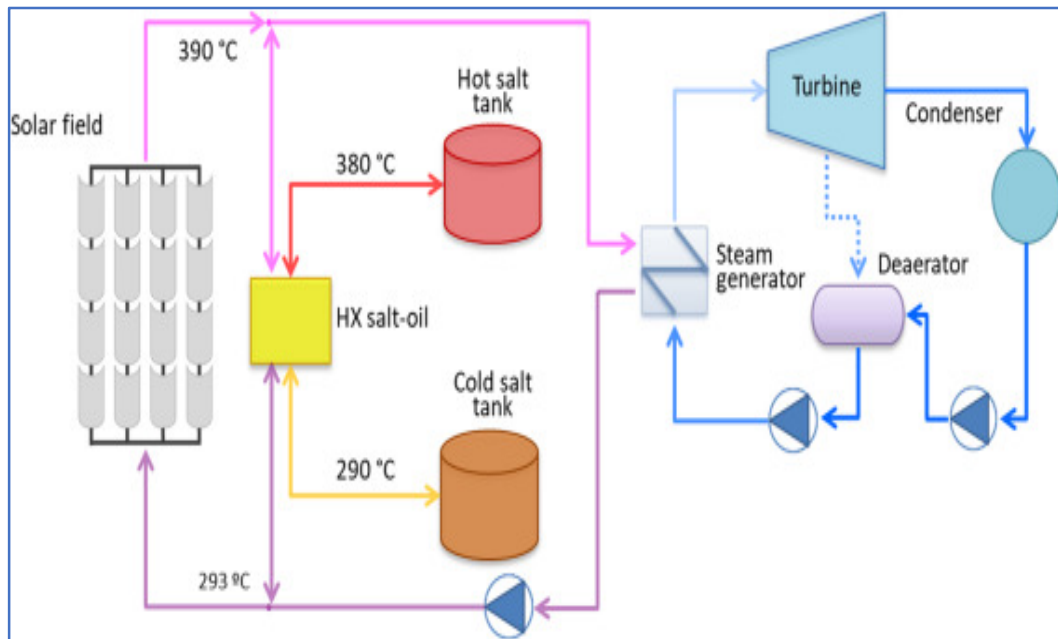 390 °C
Solar field
Hot salt
tank
380 °C
HX salt-oil
Cold salt
tank
290 °C
293 ºC
Steam
generator
Turbine
Condenser
Deaerator